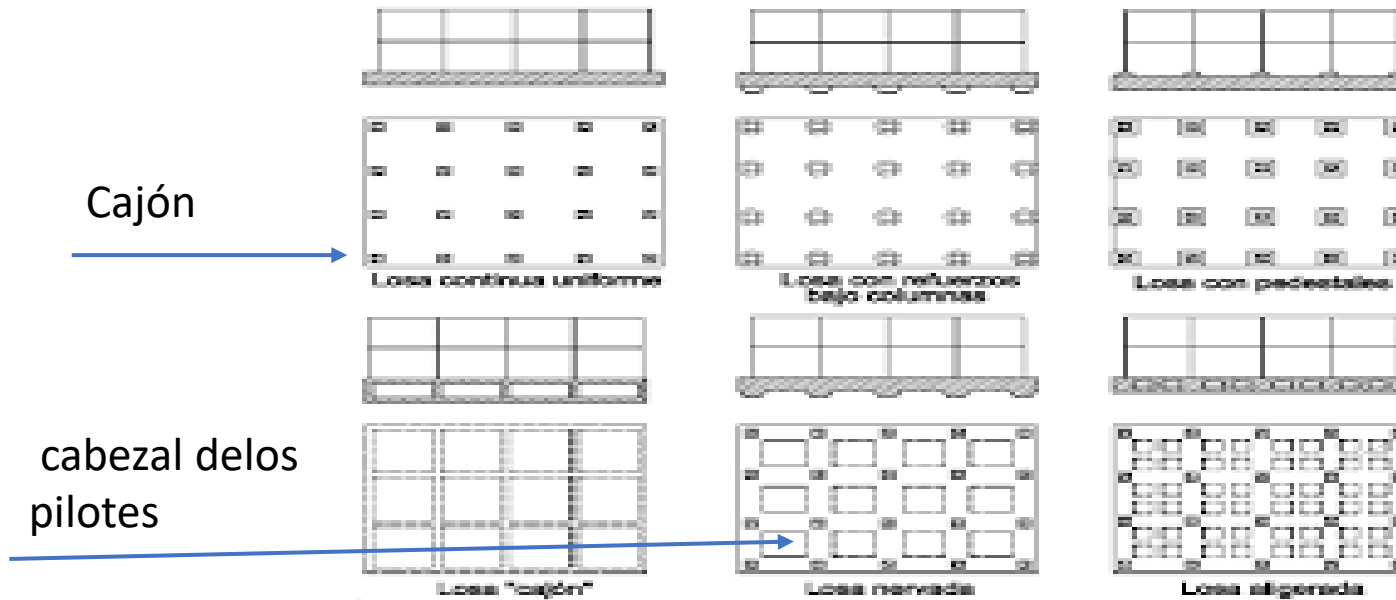 Cajón
Losa continua uniforme
Losa con refuerzos
bajo columnas
Losa con pedestales
cabezal delos
pilotes
Losa "cajón"
Losa nervada
Losa aligerada